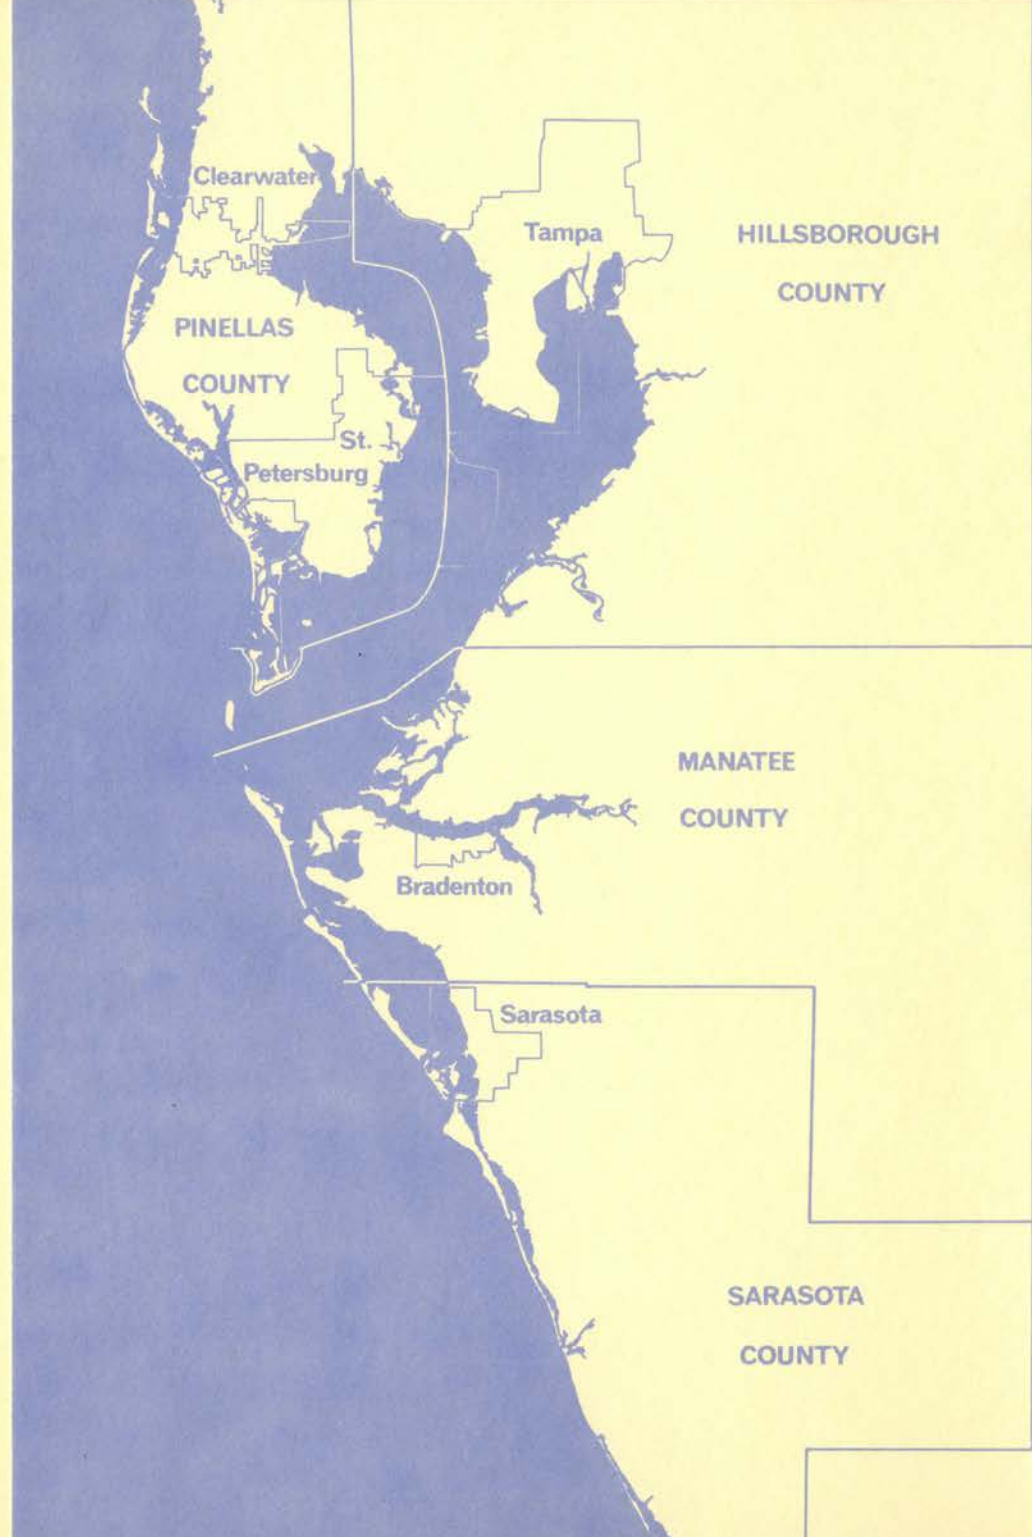 Clearwater
Tampa
HILLSBOROUGH
COUNTY
PINELLAS
COUNTY
St.
Petersburg
MANATEE
COUNTY
Bradenton
Sarasota
SARASOTA
COUNTY